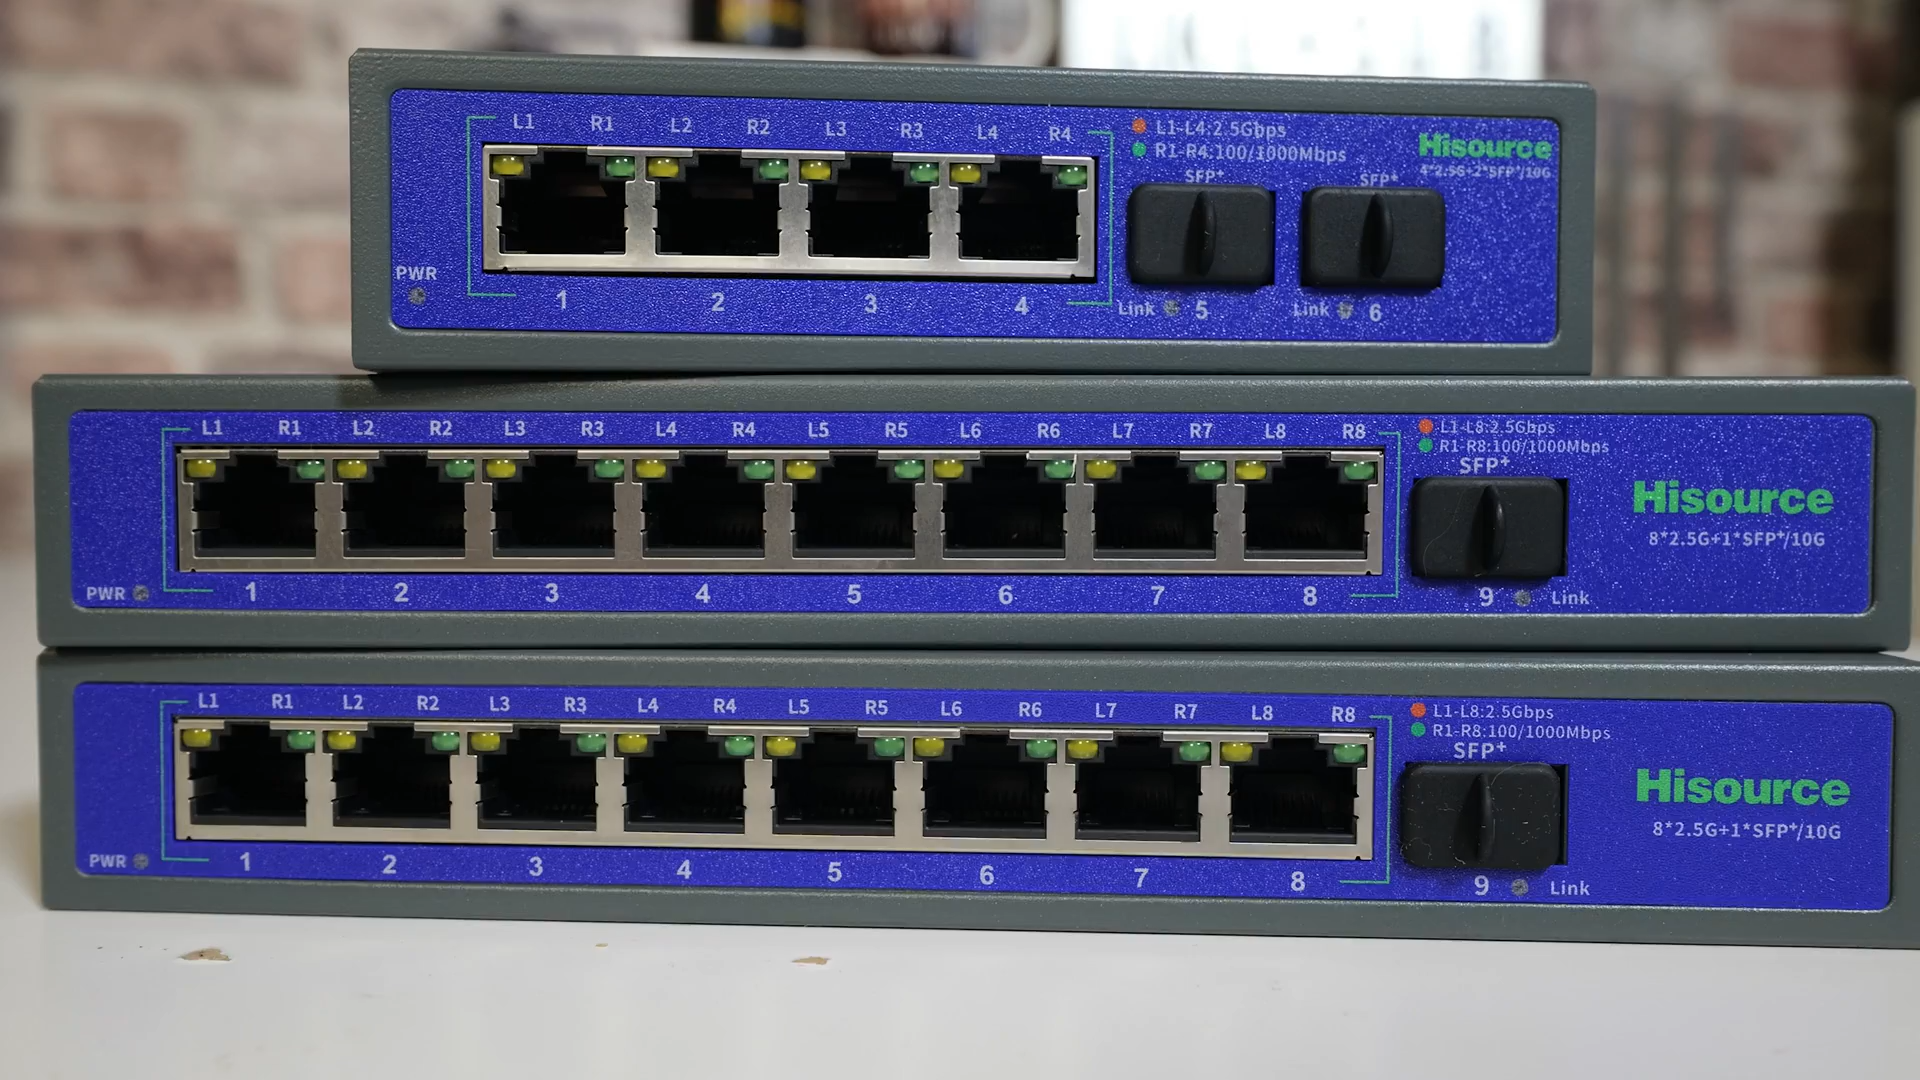 L1 R1 L2 R2 L3 R3 L4 R4
L1-L4:2.5Gbps
R1-R4:100/1000Mbps
Hisource
4*2.5G+2*SFP+/10G
SFP+ SFP+
PWR
1 2 3 4
Link 5 Link 6
L1 R1 L2 R2 L3 R3 L4 R4 L5 R5 L6 R6 L7 R7 L8 R8
L1-L8:2.5Gbps
R1-R8:100/1000Mbps
SFP+
Hisource
8*2.5G+1*SFP+/10G
PWR 1 2 3 4 5 6 7 8 9 Link
L1 R1 L2 R2 L3 R3 L4 R4 L5 R5 L6 R6 L7 R7 L8 R8
L1-L8:2.5Gbps
R1-R8:100/1000Mbps
SFP+
Hisource
8*2.5G+1*SFP+/10G
PWR 1 2 3 4 5 6 7 8 9 Link